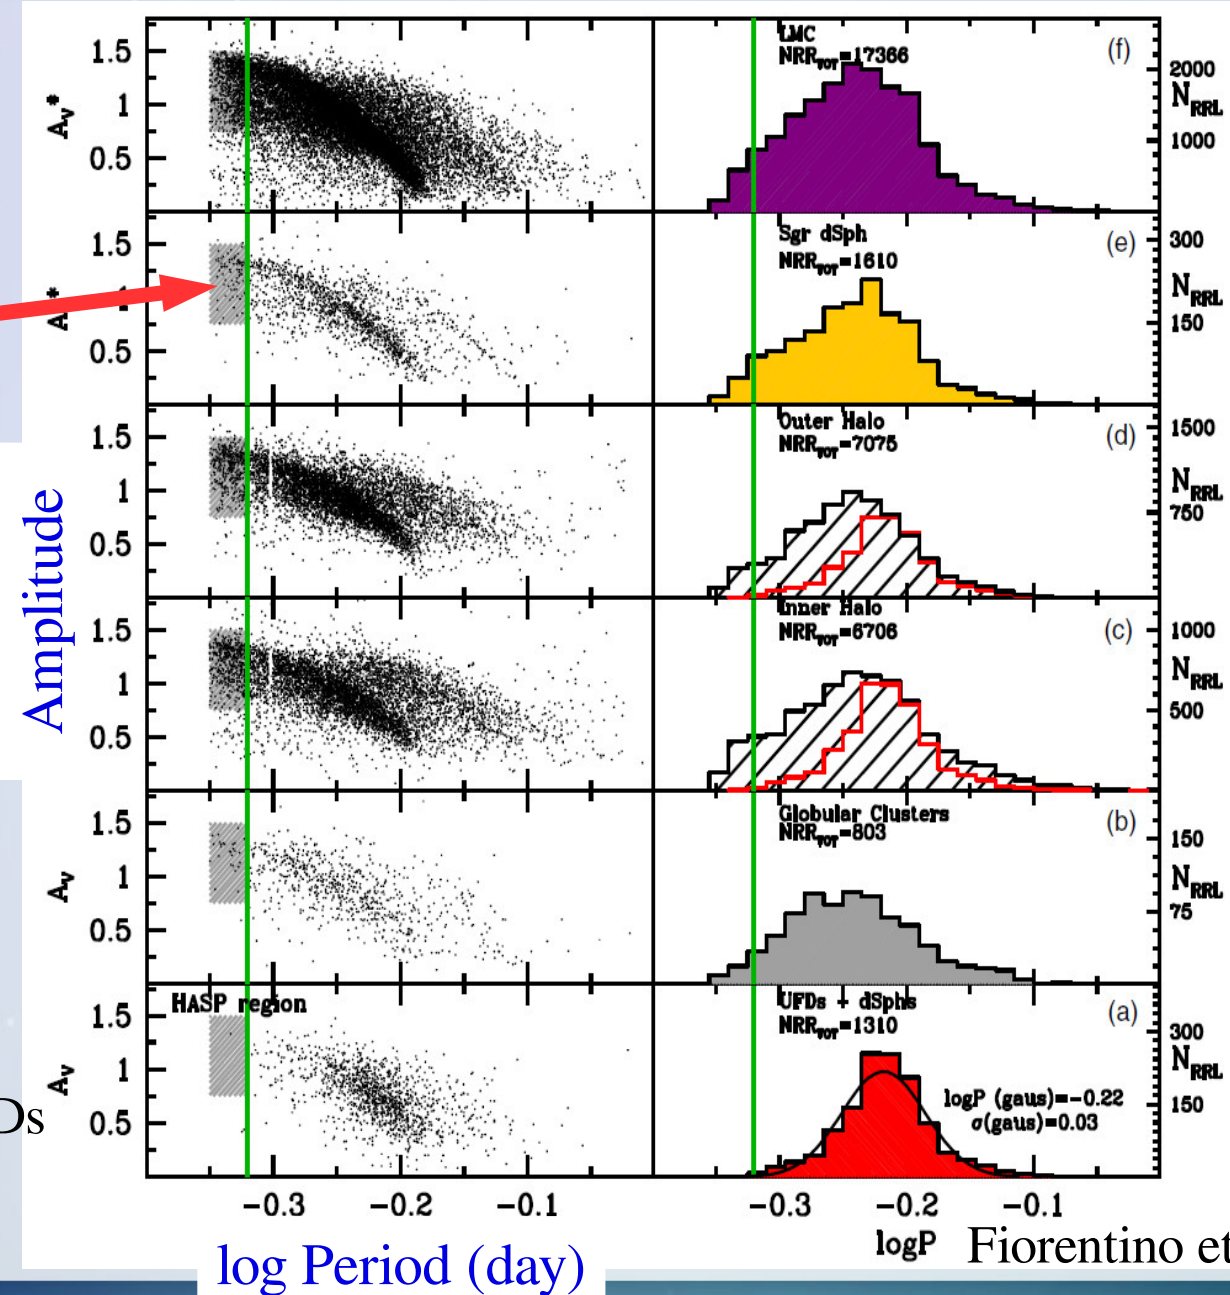 LMC
NRR_TOT=17366
(f)
1.5
1
0.5
A_V*
2000
1000
N_RRL
Sgr dSph
NRR_TOT=1610
(e)
1.5
0.5
300
150
N_RRL
Outer Halo
NRR_TOT=7075
(d)
1.5
1
0.5
1500
750
N_RRL
Inner Halo
NRR_TOT=6706
(c)
1.5
1
0.5
1000
500
N_RRL
Amplitude
Globular Clusters
NRR_TOT=803
(b)
1.5
1
0.5
A_V
150
75
N_RRL
HASP region
UFDs + dSphs
NRR_TOT=1310
(a)
1.5
1
0.5
A_V
300
150
N_RRL
logP (gaus)=-0.22
σ(gaus)=0.03
Ds
-0.3 -0.2 -0.1
-0.3 -0.2 -0.1
log Period (day)
logP
Fiorentino et